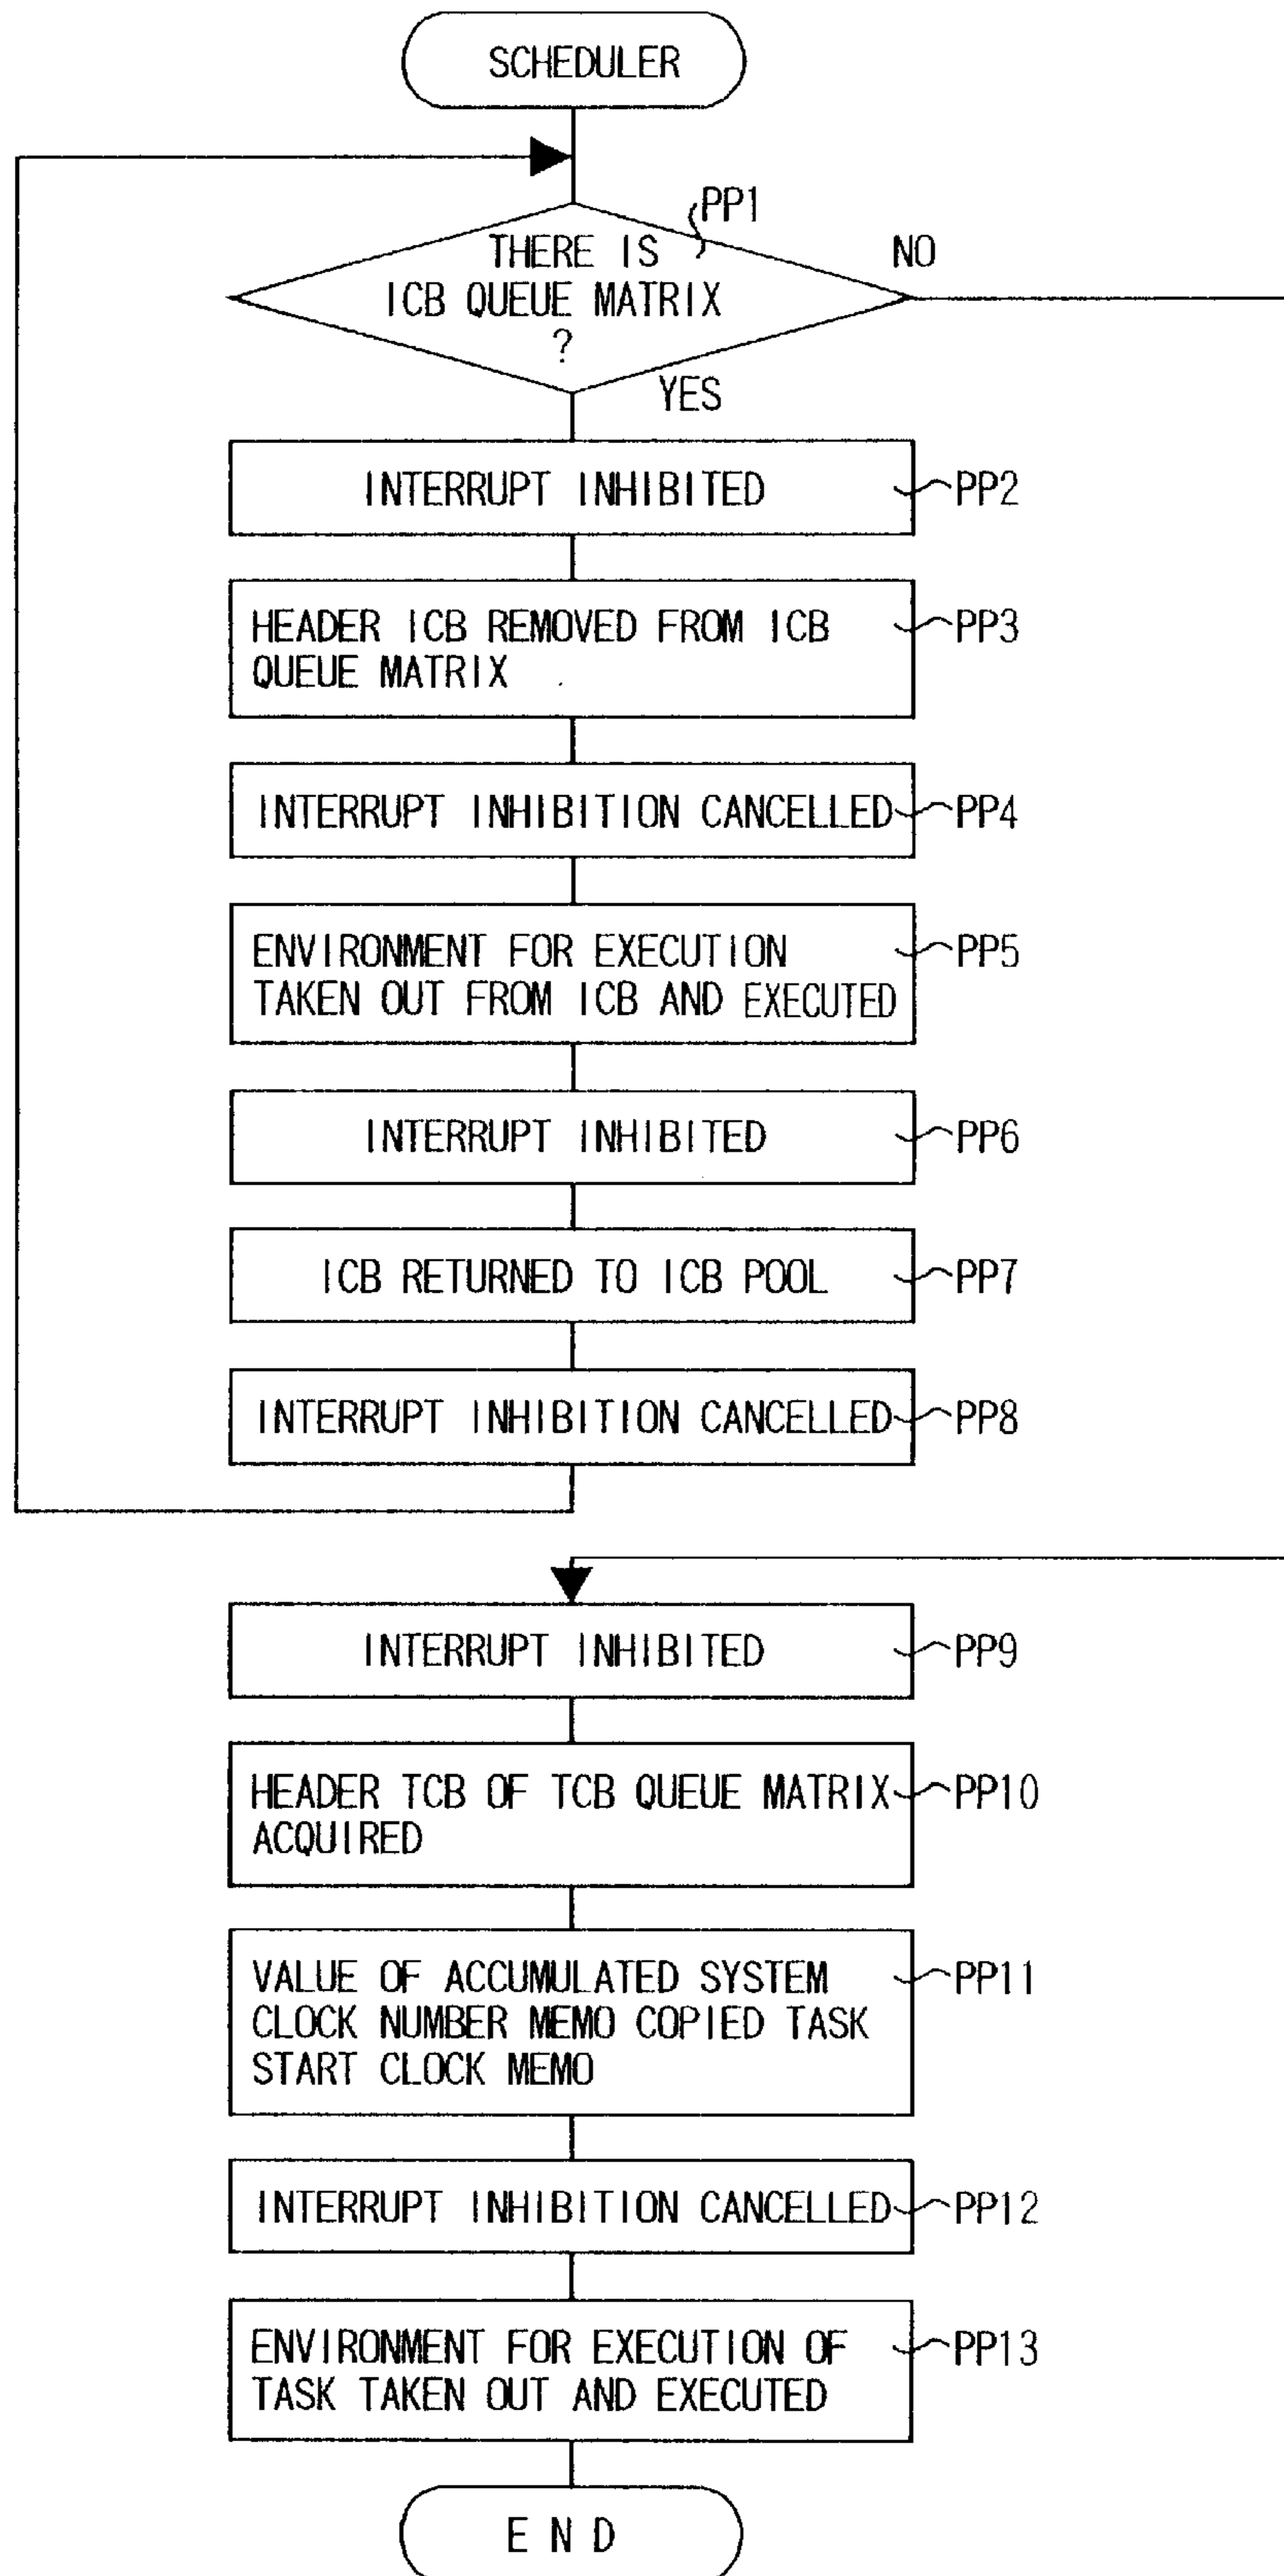 SCHEDULER
PP1
THERE IS
ICB QUEUE MATRIX
?
NO
YES
INTERRUPT INHIBITED
PP2
HEADER ICB REMOVED FROM ICB
QUEUE MATRIX
PP3
INTERRUPT INHIBITION CANCELLED
PP4
ENVIRONMENT FOR EXECUTION
TAKEN OUT FROM ICB AND EXECUTED
PP5
INTERRUPT INHIBITED
PP6
ICB RETURNED TO ICB POOL
PP7
INTERRUPT INHIBITION CANCELLED
PP8
INTERRUPT INHIBITED
PP9
HEADER TCB OF TCB QUEUE MATRIX
ACQUIRED
PP10
VALUE OF ACCUMULATED SYSTEM
CLOCK NUMBER MEMO COPIED TASK
START CLOCK MEMO
PP11
INTERRUPT INHIBITION CANCELLED
PP12
ENVIRONMENT FOR EXECUTION OF
TASK TAKEN OUT AND EXECUTED
PP13
END